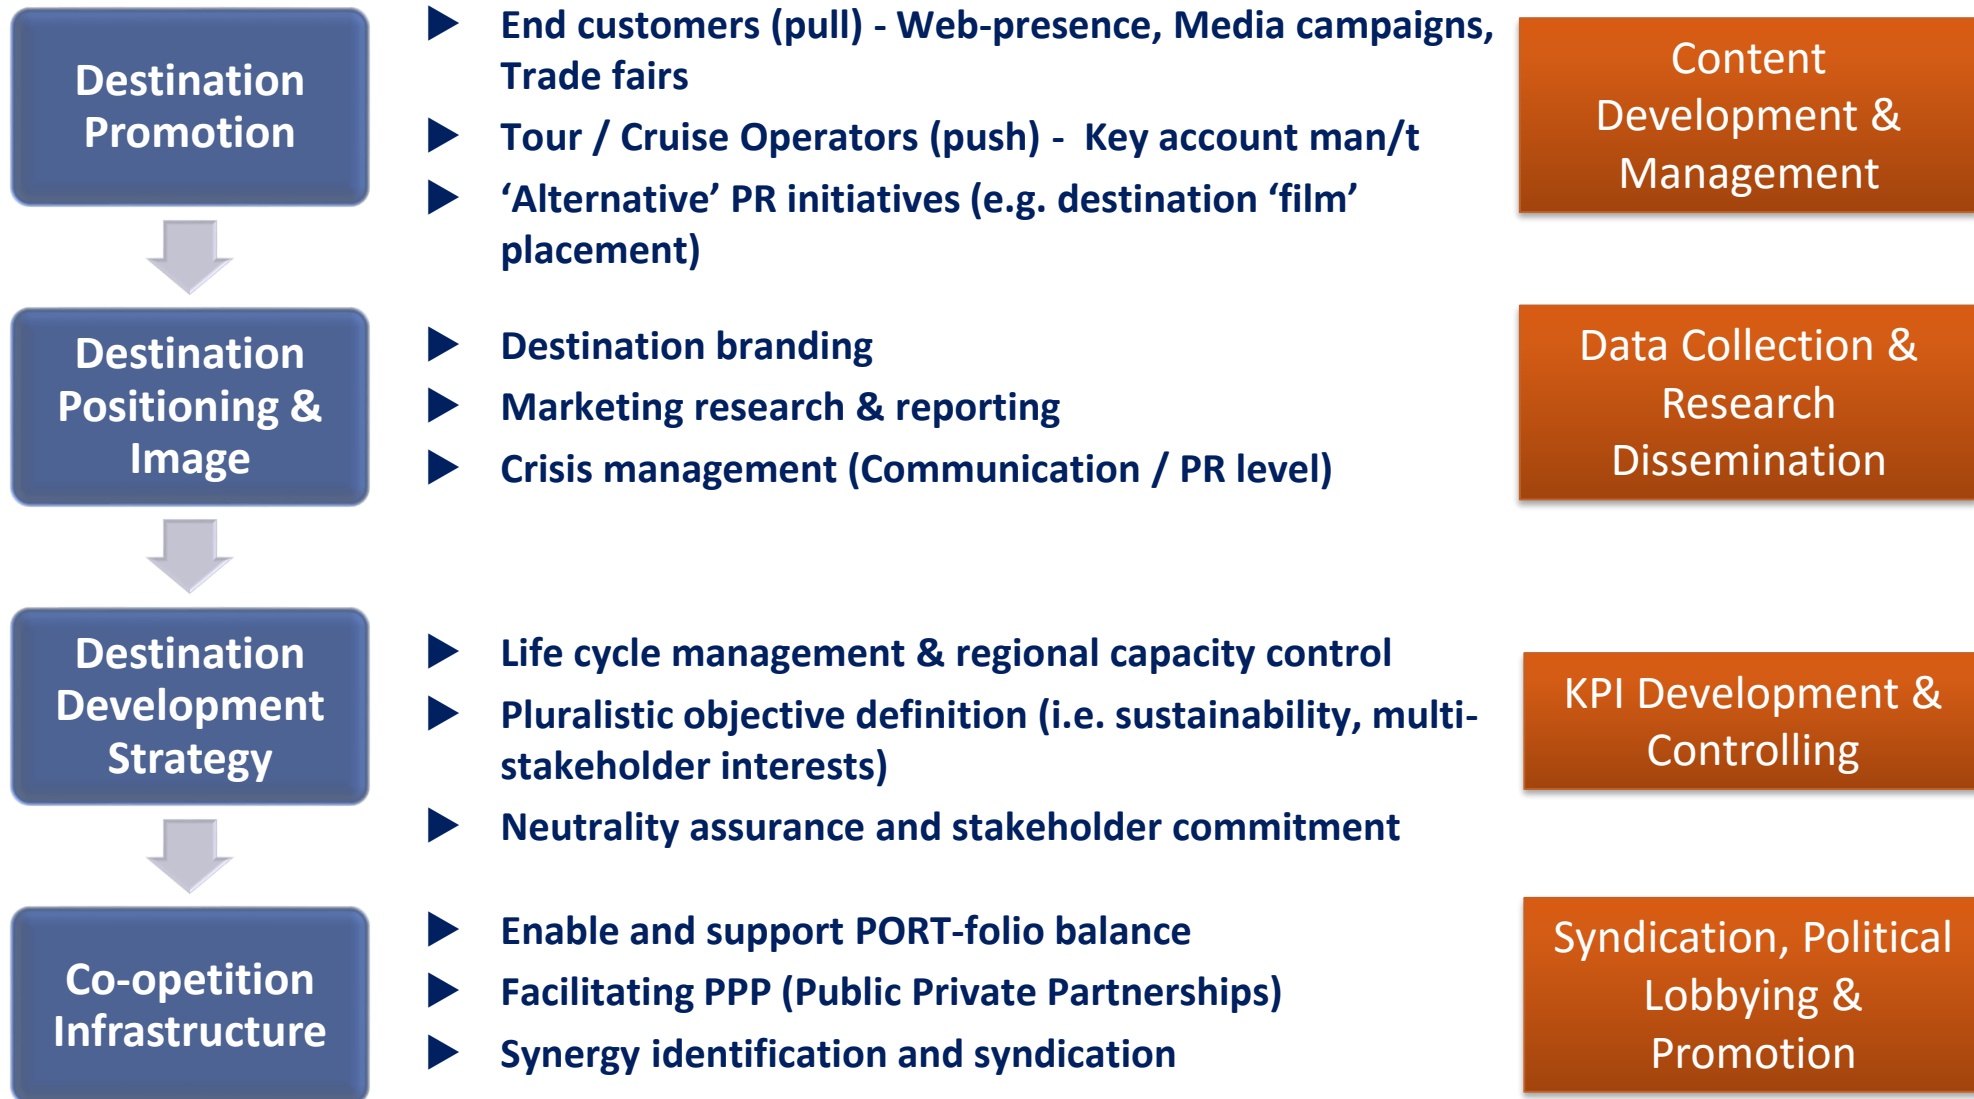 Destination
Promotion
End customers (pull) - Web-presence, Media campaigns,
Trade fairs
Tour / Cruise Operators (push) - Key account man/t
‘Alternative’ PR initiatives (e.g. destination ‘film’
placement)
Content
Development &
Management
Destination
Positioning &
Image
Destination branding
Marketing research & reporting
Crisis management (Communication / PR level)
Data Collection &
Research
Dissemination
Destination
Development
Strategy
Life cycle management & regional capacity control
Pluralistic objective definition (i.e. sustainability, multi-
stakeholder interests)
Neutrality assurance and stakeholder commitment
KPI Development &
Controlling
Co-opetition
Infrastructure
Enable and support PORT-folio balance
Facilitating PPP (Public Private Partnerships)
Synergy identification and syndication
Syndication, Political
Lobbying &
Promotion